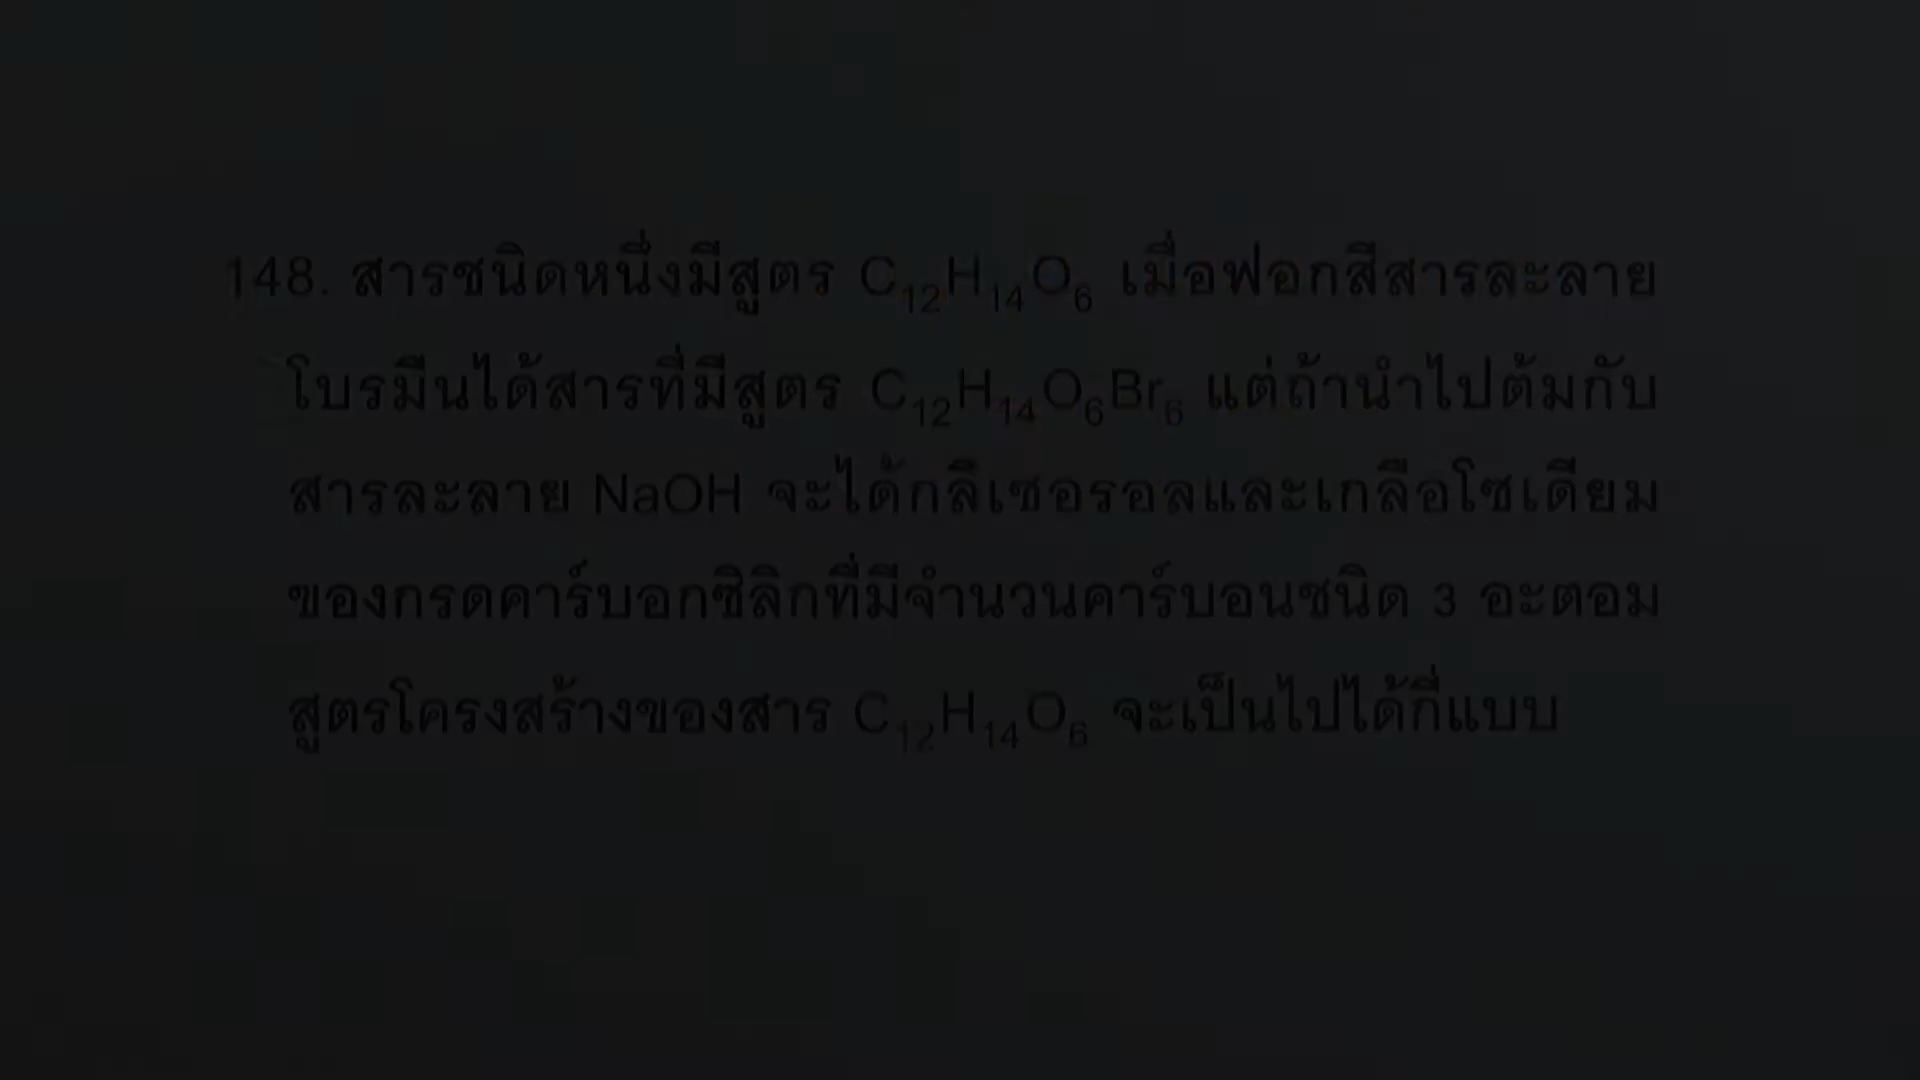 148. สารชนิดหนึ่งมีสูตร C₁₂H₁₄O₆ เมื่อฟอกสีสารละลาย
โบรมีนได้สารที่มีสูตร C₁₂H₁₄O₆Br₆ แต่ถ้านำไปต้มกับ
สารละลาย NaOH จะได้กลีเซอรอลและเกลือโซเดียม
ของกรดคาร์บอกซิลิกที่มีจำนวนคาร์บอนชนิด 3 อะตอม
สูตรโครงสร้างของสาร C₁₂H₁₄O₆ จะเป็นไปได้กี่แบบ